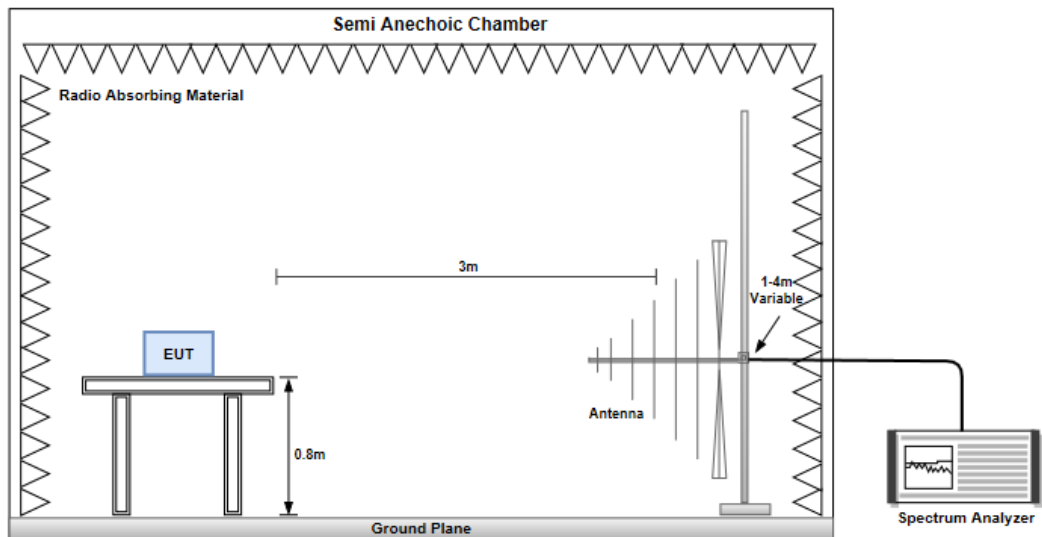 Semi Anechoic Chamber
Radio Absorbing Material
3m
1-4m
Variable
EUT
Antenna
0.8m
Ground Plane
Spectrum Analyzer